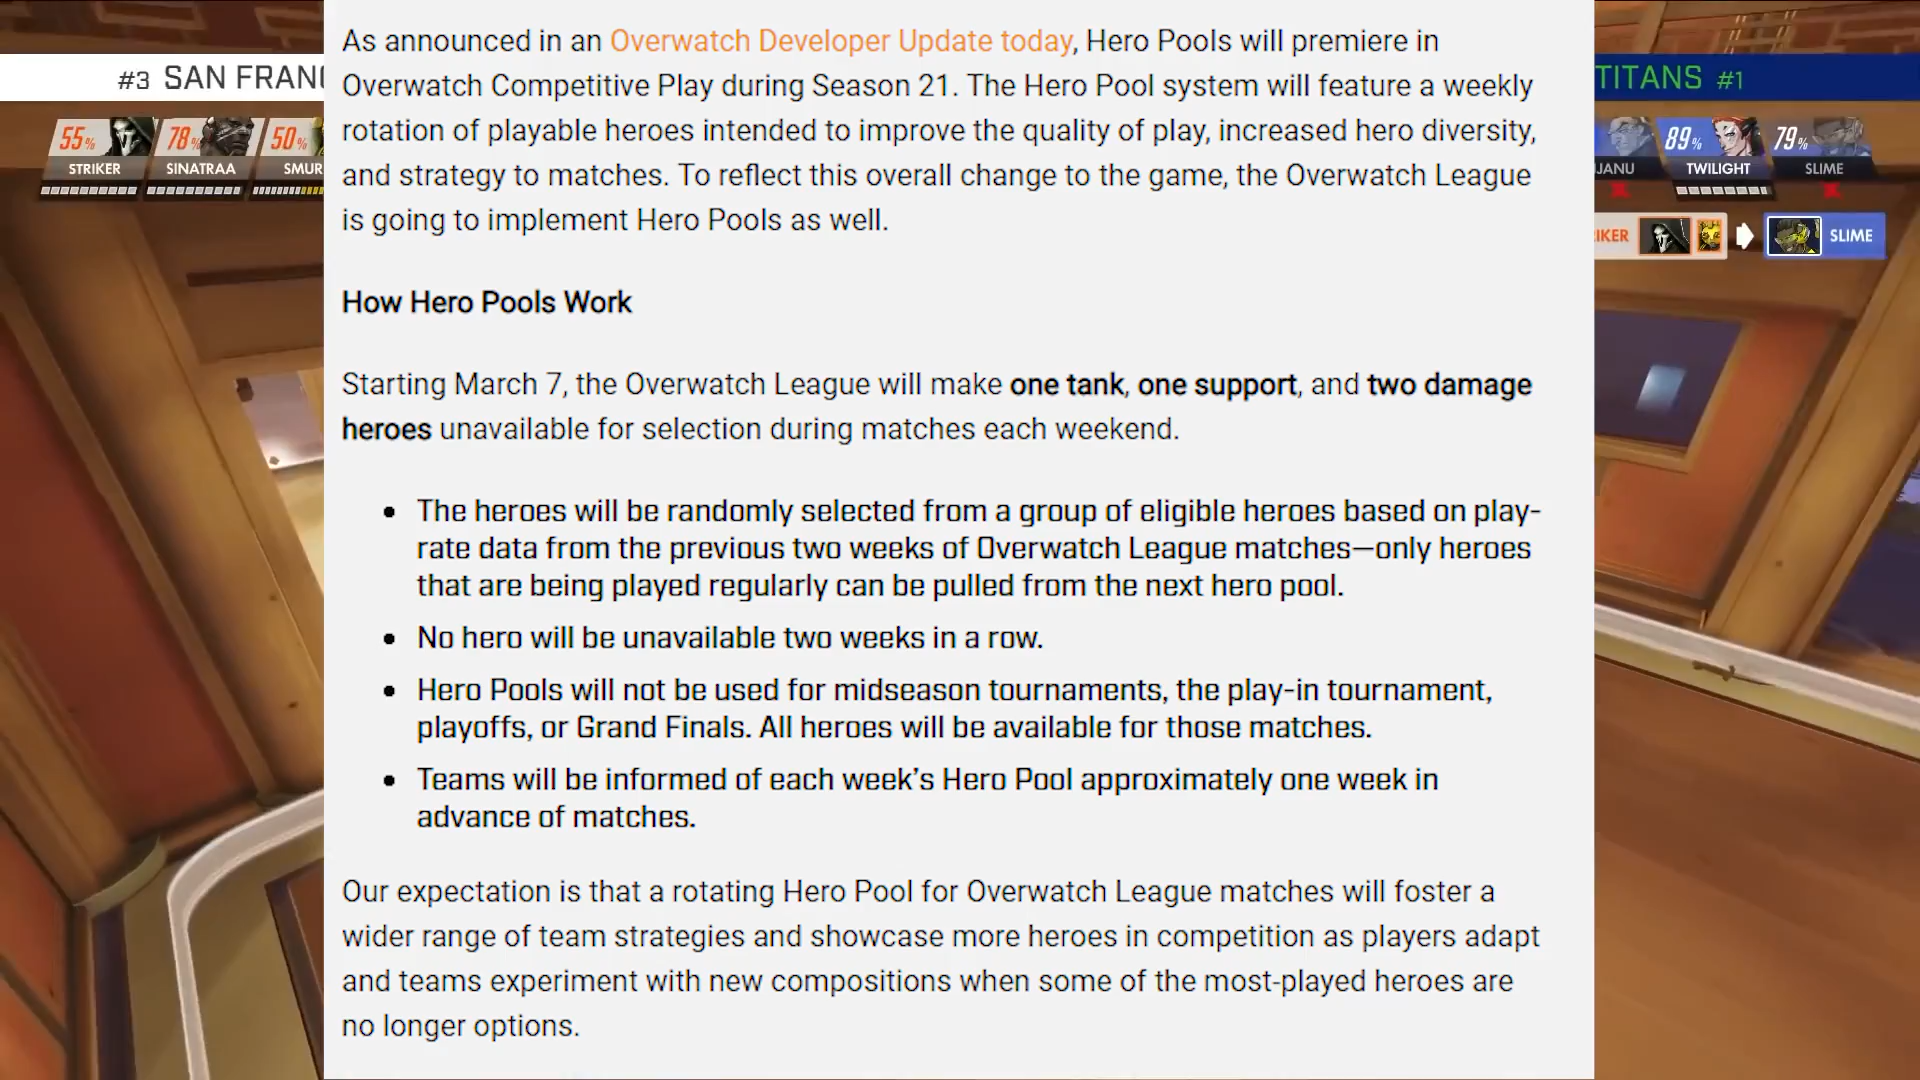 As announced in an Overwatch Developer Update today, Hero Pools will premiere in
Overwatch Competitive Play during Season 21. The Hero Pool system will feature a weekly
rotation of playable heroes intended to improve the quality of play, increased hero diversity,
and strategy to matches. To reflect this overall change to the game, the Overwatch League
is going to implement Hero Pools as well.
How Hero Pools Work
Starting March 7, the Overwatch League will make one tank, one support, and two damage
heroes unavailable for selection during matches each weekend.
• The heroes will be randomly selected from a group of eligible heroes based on play-
rate data from the previous two weeks of Overwatch League matches—only heroes
that are being played regularly can be pulled from the next hero pool.
• No hero will be unavailable two weeks in a row.
• Hero Pools will not be used for midseason tournaments, the play-in tournament,
playoffs, or Grand Finals. All heroes will be available for those matches.
• Teams will be informed of each week's Hero Pool approximately one week in
advance of matches.
Our expectation is that a rotating Hero Pool for Overwatch League matches will foster a
wider range of team strategies and showcase more heroes in competition as players adapt
and teams experiment with new compositions when some of the most-played heroes are
no longer options.
#3 SAN FRANC
55% 78% 50%
STRIKER SINATRAA SMUR
TITANS #1
89% 79%
JANU TWILIGHT SLIME
IKER SLIME